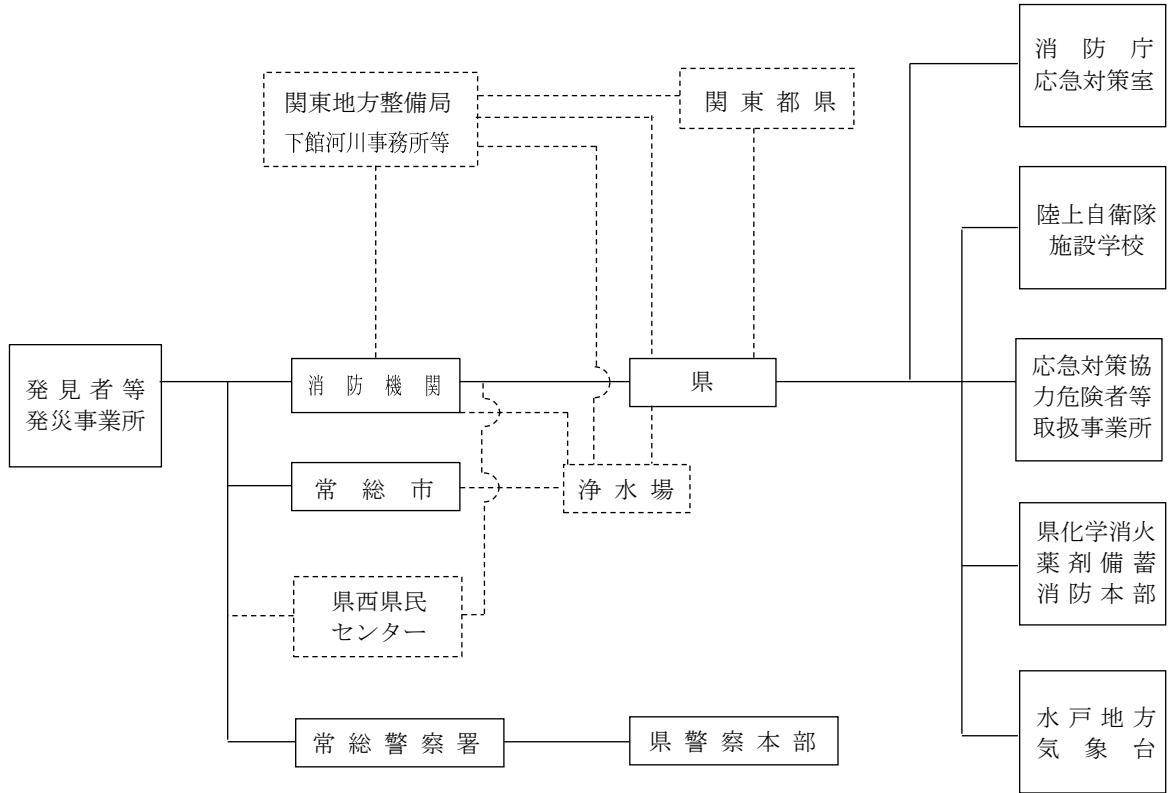 消防庁
応急対策室
関東地方整備局
下館河川事務所等
関東都県
陸上自衛隊
施設学校
発見者等
発災事業所
消防機関
県
応急対策協
力危険者等
取扱事業所
常総市
浄水場
県化学消火
薬剤備蓄
消防本部
県西県民
センター
常総警察署
県警察本部
水戸地方
気象台